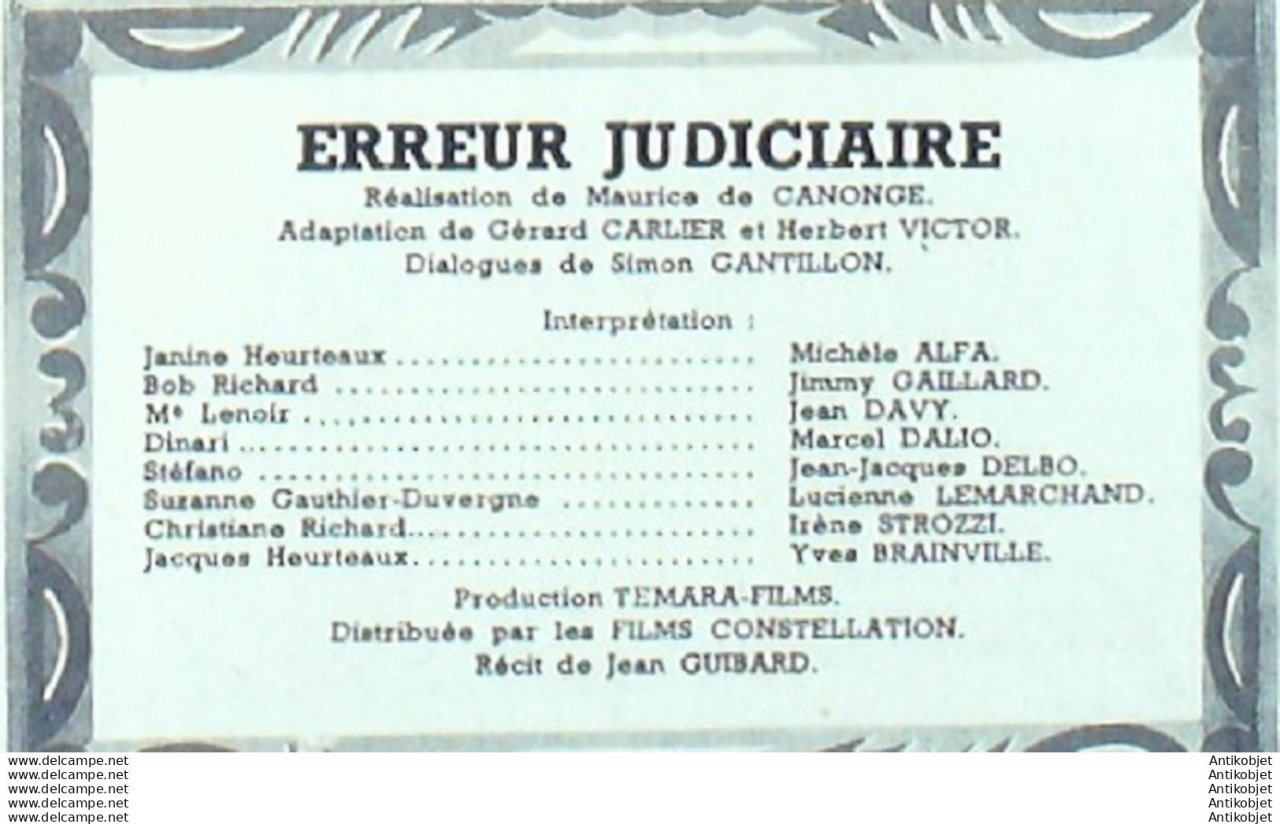 ERREUR JUDICIAIRE
Réalisation de Maurice de CANONGE.
Adaptation de Gérard CARLIER et Herbert VICTOR.
Dialogues de Simon GANTILLON.
Interprétation :
Janine Heurteaux ........................ Michèle ALFA.
Bob Richard ............................. Jimmy GAILLARD.
Me Lenoir ............................... Jean DAVY.
Dinari .................................. Marcel DALIO.
Stéfano ................................. Jean-Jacques DELBO.
Suzanne Gauthier-Duvergne ............. Lucienne LEMARCHAND.
Christiane Richard....................... Irène STROZZI.
Jacques Heurteaux........................ Yves BRAINVILLE.
Production TEMARA-FILMS.
Distribuée par les FILMS CONSTELLATION.
Récit de Jean GUIBARD.
www.delcampe.net Antikobjet
www.delcampe.net Antikobjet
www.delcampe.net Antikobjet
www.delcampe.net Antikobjet
www.delcampe.net Antikobjet